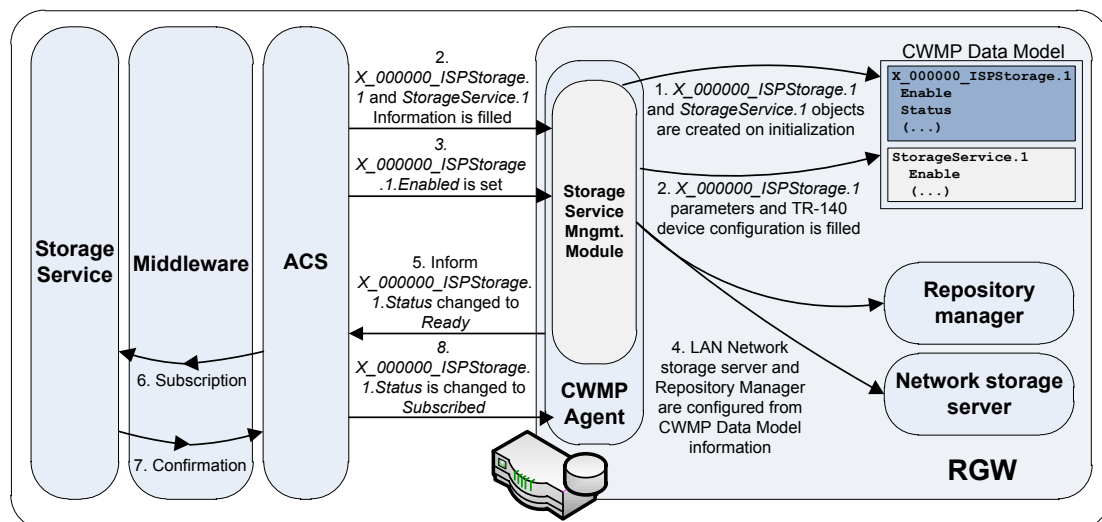 Storage
Service
Middleware
ACS
2.
X_000000_ISPStorage.
1 and StorageService.1
Information is filled
3.
X_000000_ISPStorage
.1.Enabled is set
5. Inform
X_000000_ISPStorage.
1.Status changed to
Ready
8.
X_000000_ISPStorage.
1.Status is changed to
Subscribed
6. Subscription
7. Confirmation
Storage
Service
Mngmt.
Module
CWMP
Agent
1. X_000000_ISPStorage.1
and StorageService.1 objects
are created on initialization
2. X_000000_ISPStorage.1
parameters and TR-140
device configuration is filled
4. LAN Network
storage server and
Repository Manager
are configured from
CWMP Data Model
information
CWMP Data Model
X_000000_ISPStorage.1
Enable
Status
(...)
StorageService.1
Enable
(...)
Repository
manager
Network storage
server
RGW